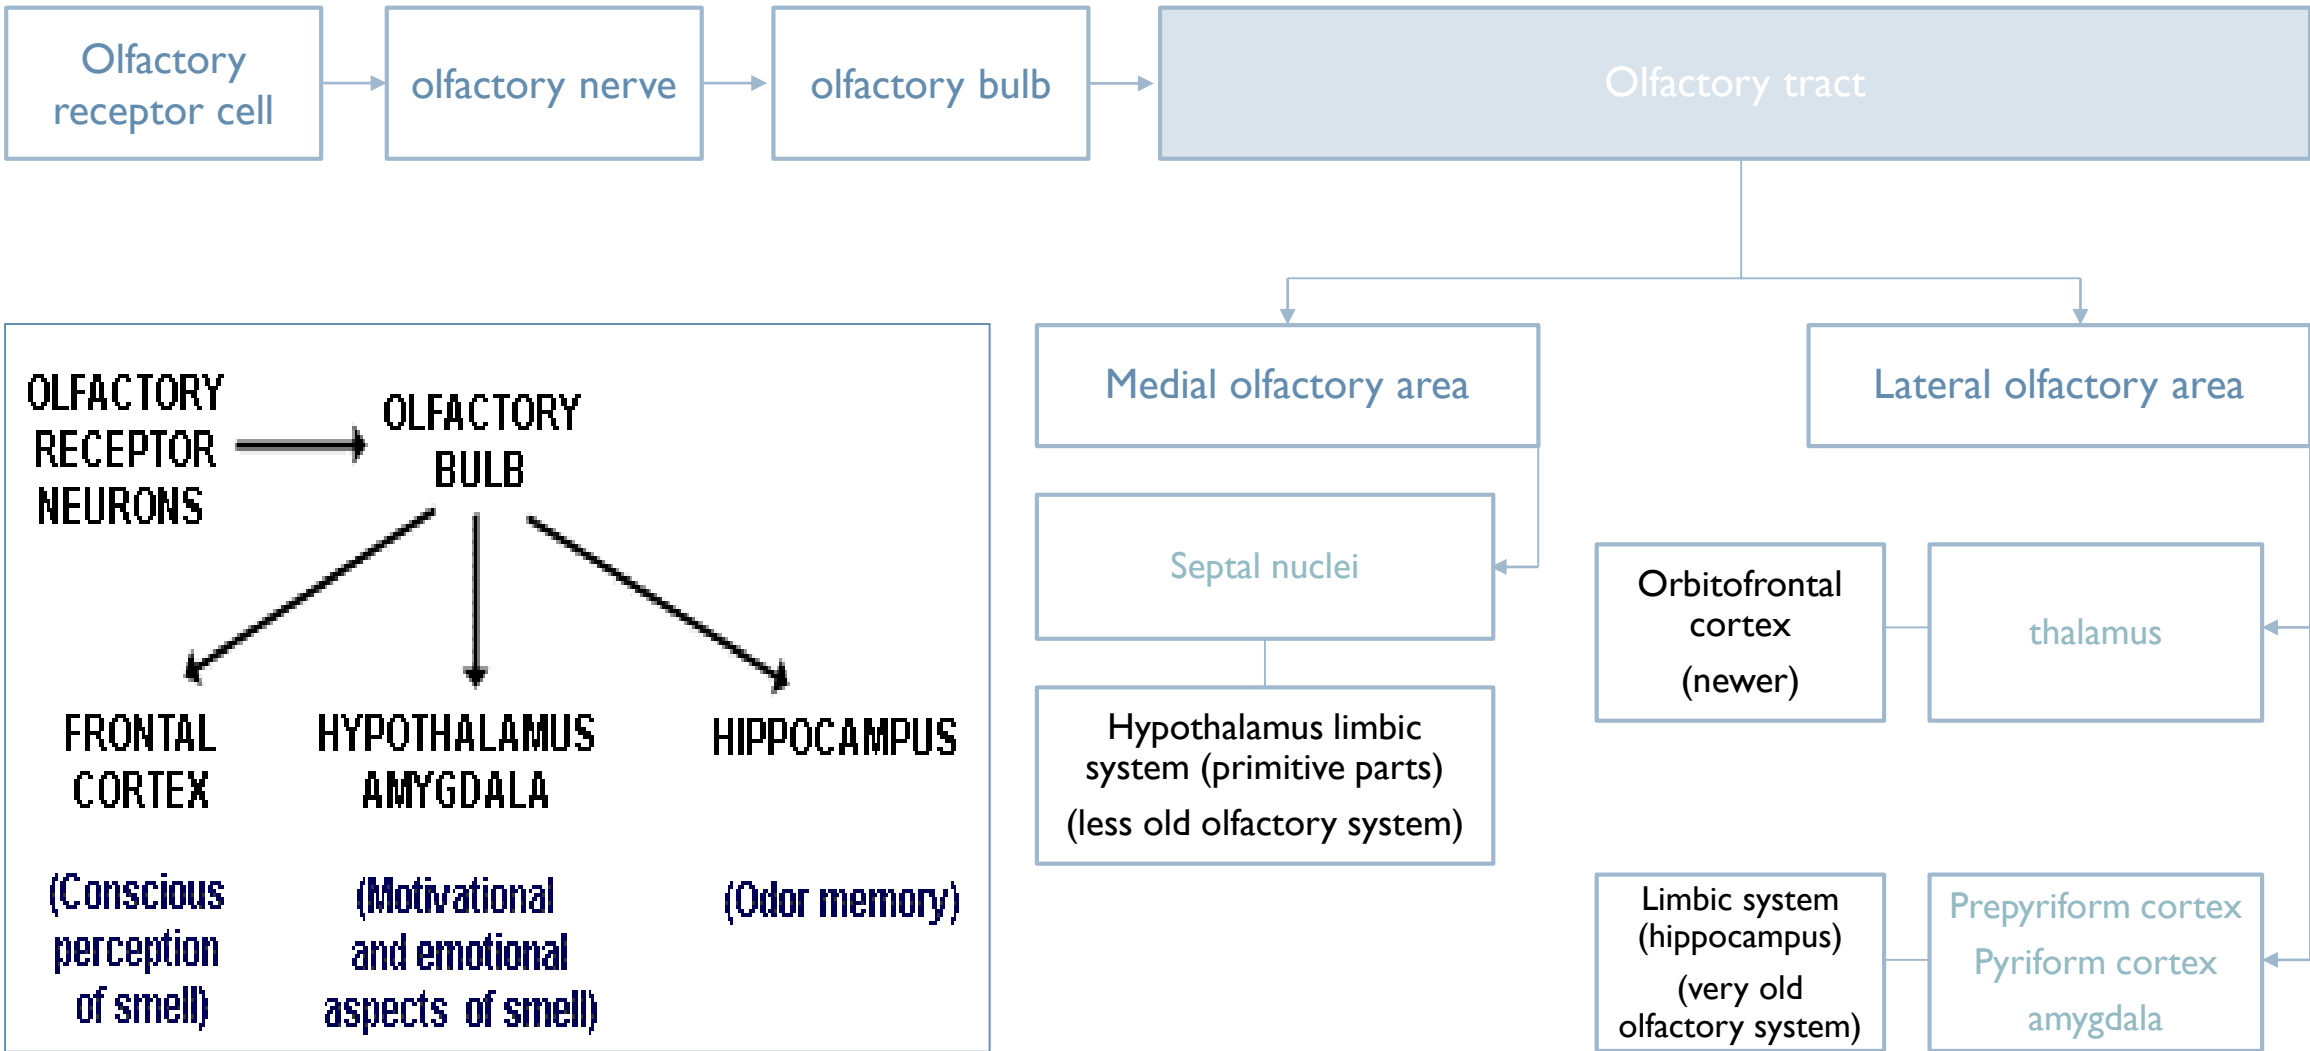 Olfactory
receptor cell
olfactory nerve
olfactory bulb
Olfactory tract
OLFACTORY
RECEPTOR
NEURONS
OLFACTORY
BULB
FRONTAL
CORTEX
HYPOTHALAMUS
AMYGDALA
HIPPOCAMPUS
(Conscious
perception
of smell)
(Motivational
and emotional
aspects of smell)
(Odor memory)
Medial olfactory area
Septal nuclei
Hypothalamus limbic
system (primitive parts)
(less old olfactory system)
Lateral olfactory area
Orbitofrontal
cortex
(newer)
thalamus
Limbic system
(hippocampus)
(very old
olfactory system)
Prepyriform cortex
Pyriform cortex
amygdala